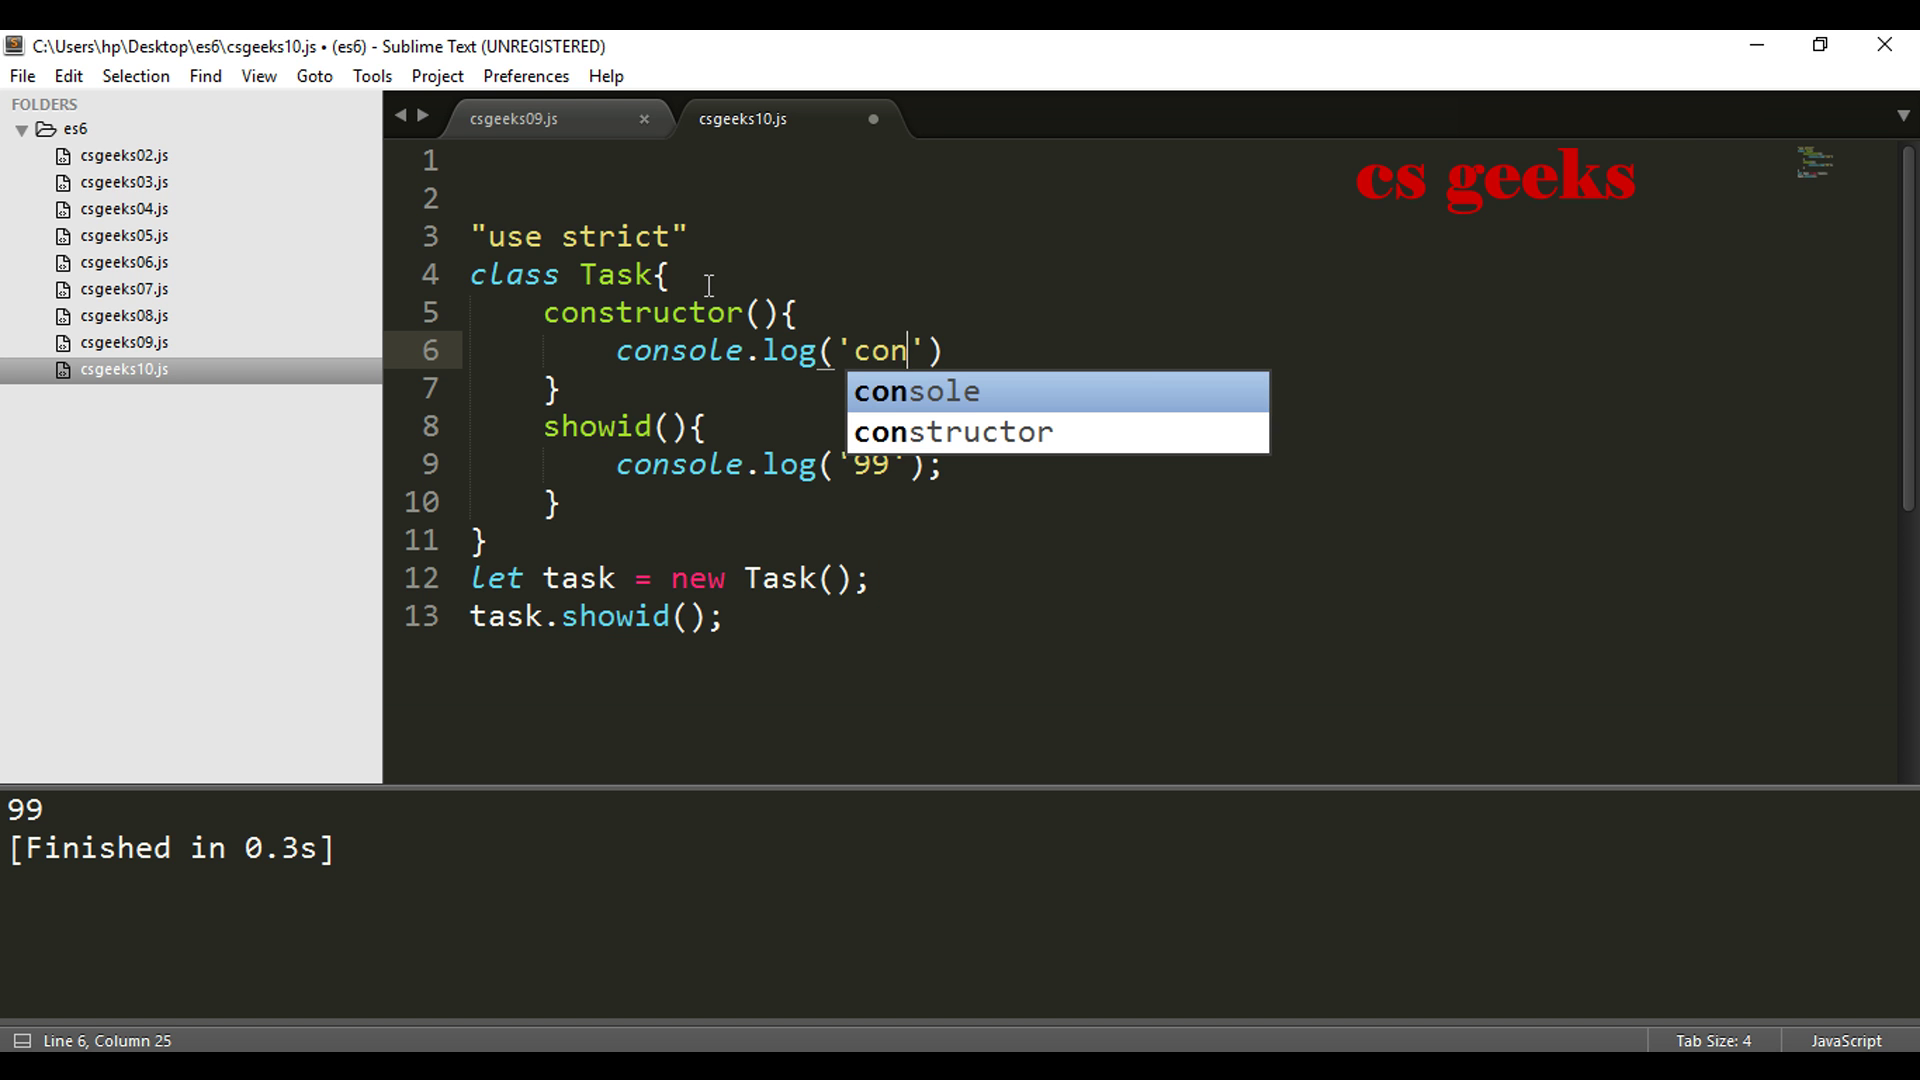 C:\Users\hp\Desktop\es6\csgeeks10.js • (es6) - Sublime Text (UNREGISTERED)
File Edit Selection Find View Goto Tools Project Preferences Help
FOLDERS
es6
csgeeks02.js
csgeeks03.js
csgeeks04.js
csgeeks05.js
csgeeks06.js
csgeeks07.js
csgeeks08.js
csgeeks09.js
csgeeks10.js
csgeeks09.js × csgeeks10.js
cs geeks
1
2
3 "use strict"
4 class Task{
5     constructor(){
6         console.log('con')
console
constructor
7     }
8     showid(){
9         console.log('99');
10     }
11 }
12 let task = new Task();
13 task.showid();
99
[Finished in 0.3s]
Line 6, Column 25 Tab Size: 4 JavaScript